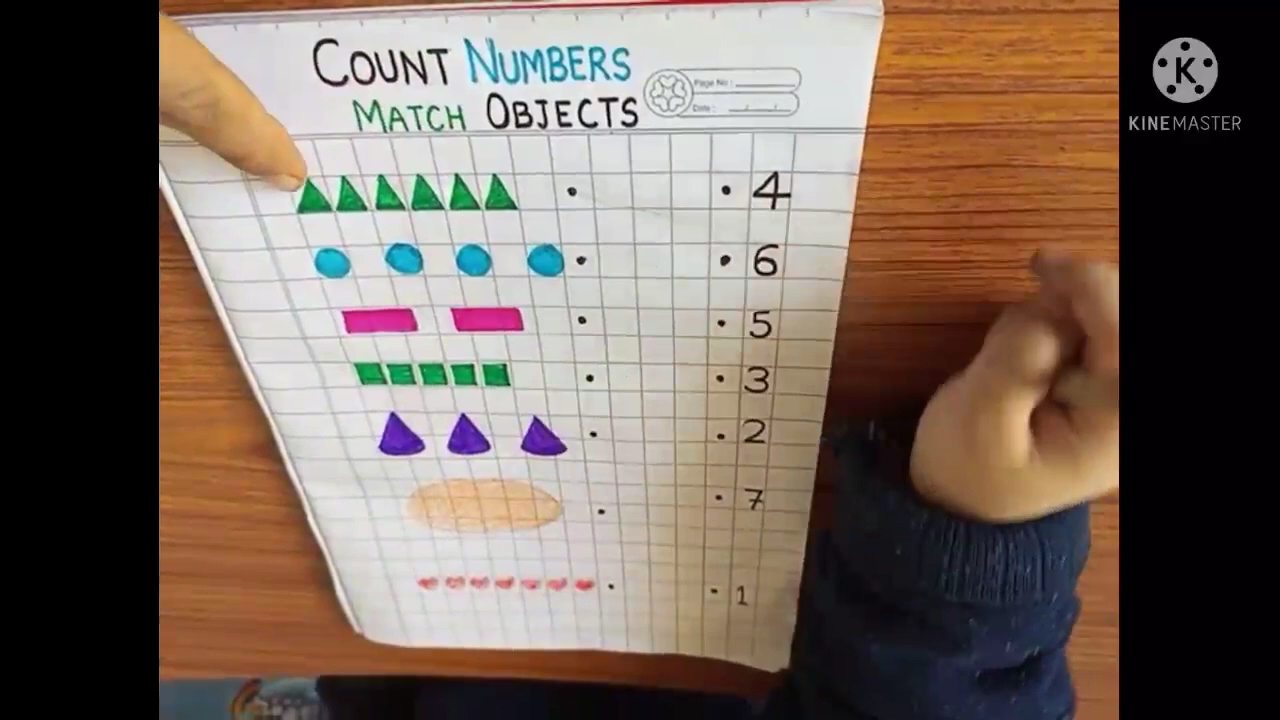 COUNT NUMBERS
MATCH OBJECTS
Page No :
Date :
4
6
5
3
2
7
1
K
KINEMASTER